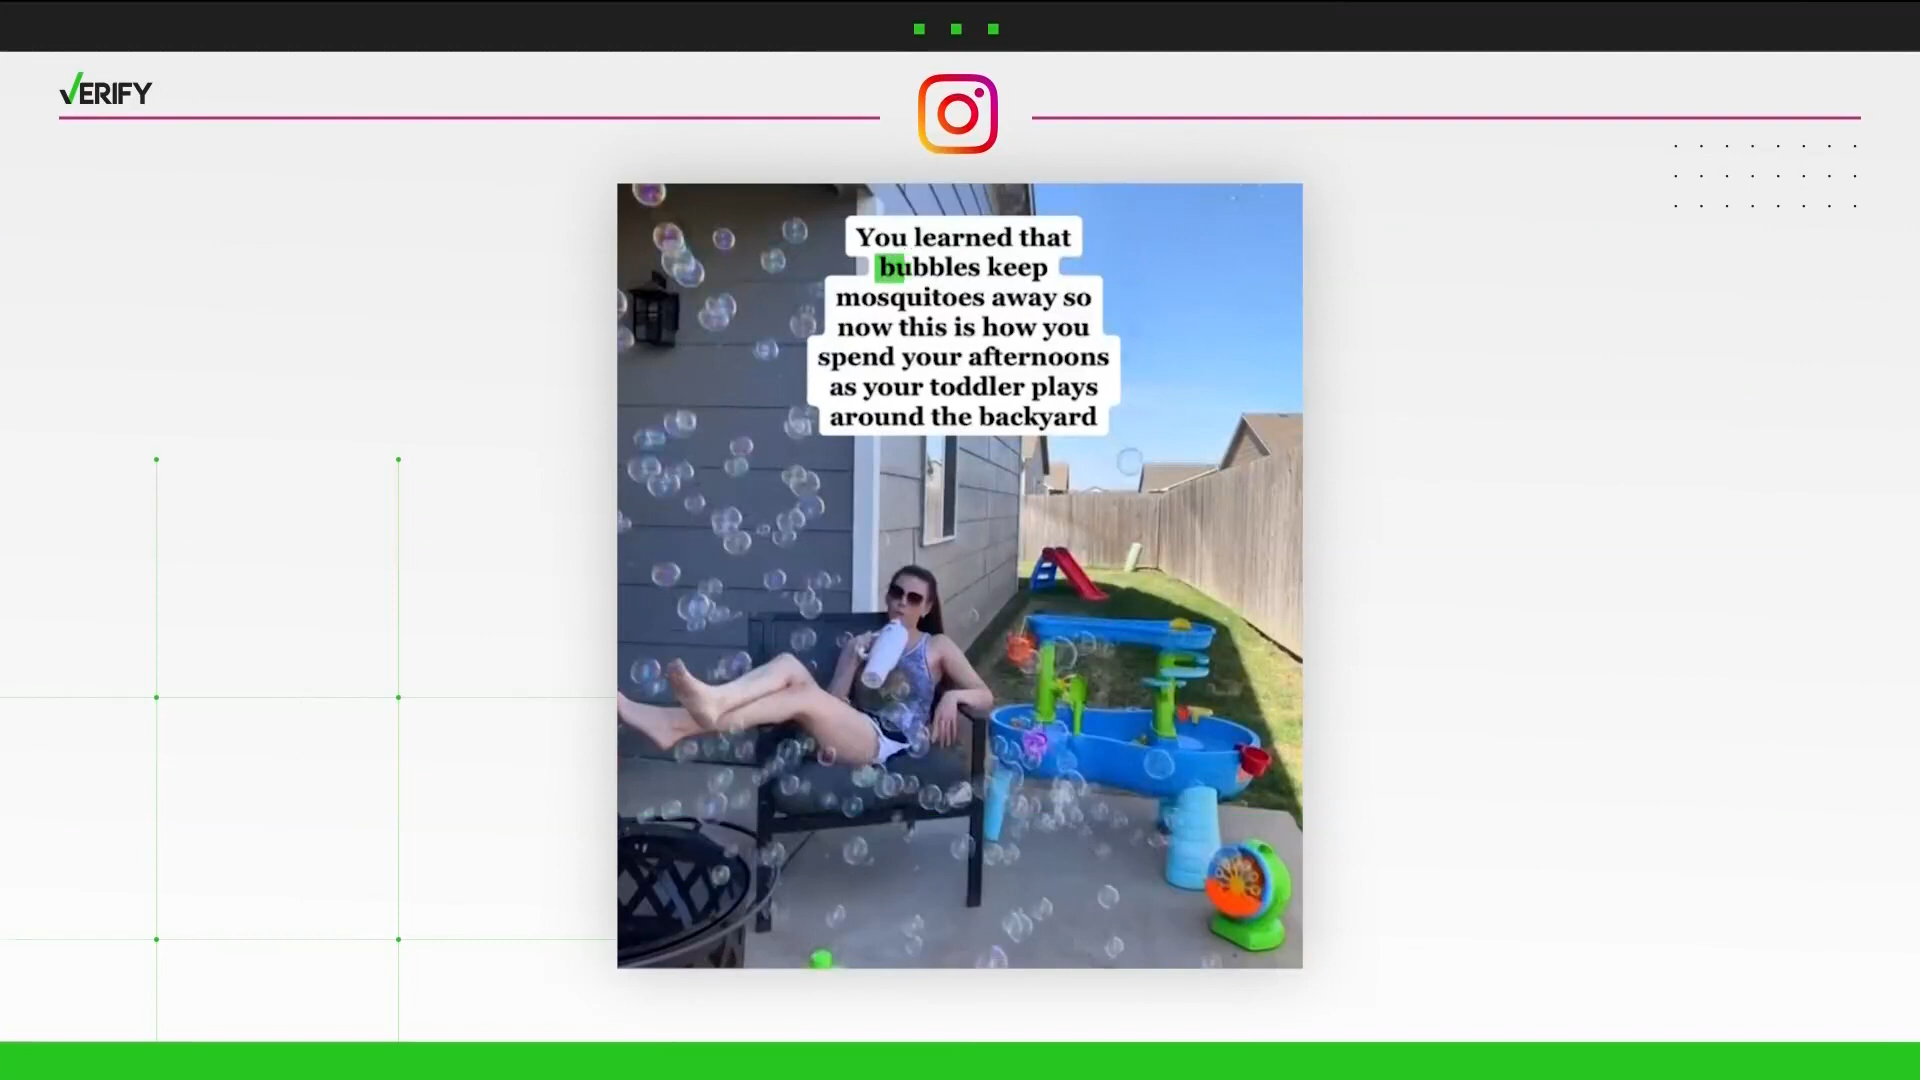 VERIFY
You learned that
bubbles keep
mosquitoes away so
now this is how you
spend your afternoons
as your toddler plays
around the backyard